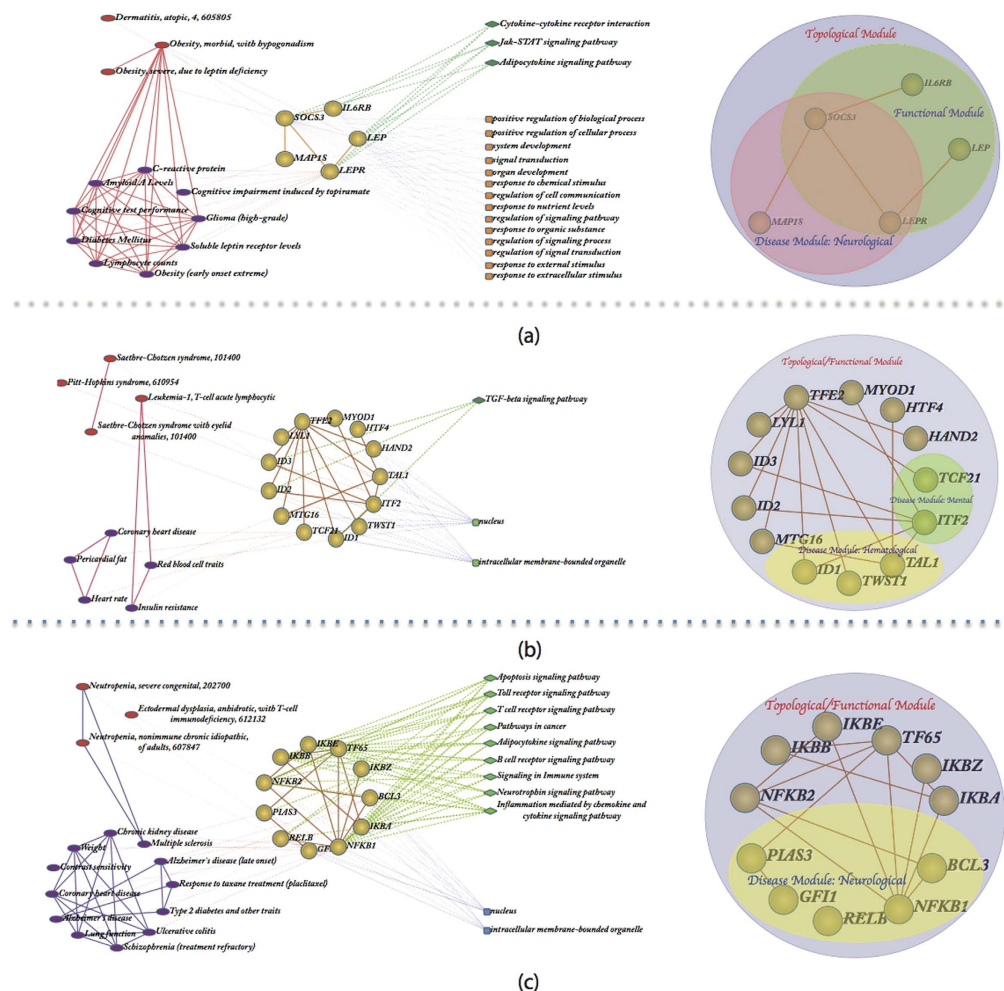 Dermatitis, atopic, 4, 605805
Obesity, morbid, with hypogonadism
Obesity, severe, due to leptin deficiency
C-reactive protein
Amyloid A Levels
Cognitive impairment induced by topiramate
Cognitive test performance
Glioma (high-grade)
Diabetes Mellitus
Soluble leptin receptor levels
Lymphocyte counts
Obesity (early onset extreme)
SOCS3
IL6RB
LEP
MAP1S
LEPR
Cytokine-cytokine receptor interaction
Jak-STAT signaling pathway
Adipocytokine signaling pathway
positive regulation of biological process
positive regulation of cellular process
system development
signal transduction
organ development
response to chemical stimulus
regulation of cell communication
response to nutrient levels
regulation of signaling pathway
response to organic substance
regulation of signaling process
regulation of signal transduction
response to external stimulus
response to extracellular stimulus
Topological Module
IL6RB
Functional Module
SOCS3
LEP
MAP1S
LEPR
Disease Module: Neurological
(a)
Saethre-Chotzen syndrome, 101400
Pitt-Hopkins syndrome, 610954
Leukemia-1, T-cell acute lymphocytic
Saethre-Chotzen syndrome with eyelid
anomalies, 101400
Coronary heart disease
Pericardial fat
Red blood cell traits
Heart rate
Insulin resistance
MYOD1
TFE2
HTF4
LYL1
HAND2
ID3
TAL1
ID2
ITF2
MTG16
TWST1
TCF21
ID1
TGF-beta signaling pathway
nucleus
intracellular membrane-bounded organelle
Topological/Functional Module
MYOD1
TFE2
HTF4
LYL1
HAND2
ID3
TCF21
Disease Module: Mental
ID2
ITF2
MTG16
Disease Module: Hematological
TAL1
ID1
TWST1
(b)
Neutropenia, severe congenital, 202700
Ectodermal dysplasia, anhidrotic, with T-cell
immunodeficiency, 612132
Neutropenia, nonimmune chronic idiopathic,
of adults, 607847
Chronic kidney disease
Multiple sclerosis
Weight
Alzheimer's disease (late onset)
Contrast sensitivity
Response to taxane treatment (placlitaxel)
Coronary heart disease
Type 2 diabetes and other traits
Alzheimer's disease
Lung function
Ulcerative colitis
Schizophrenia (treatment refractory)
IKBE
TF65
IKBB
IKBZ
NFKB2
BCL3
PIAS3
IKBA
RELB
NFKB1
Apoptosis signaling pathway
Toll receptor signaling pathway
T cell receptor signaling pathway
Pathways in cancer
Adipocytokine signaling pathway
B cell receptor signaling pathway
Signaling in Immune system
Neurotrophin signaling pathway
Inflammation mediated by chemokine and
cytokine signaling pathway
nucleus
intracellular membrane-bounded organelle
Topological/Functional Module
IKBE
TF65
IKBB
IKBZ
NFKB2
IKBA
PIAS3
BCL3
Disease Module: Neurological
GFI1
NFKB1
RELB
(c)